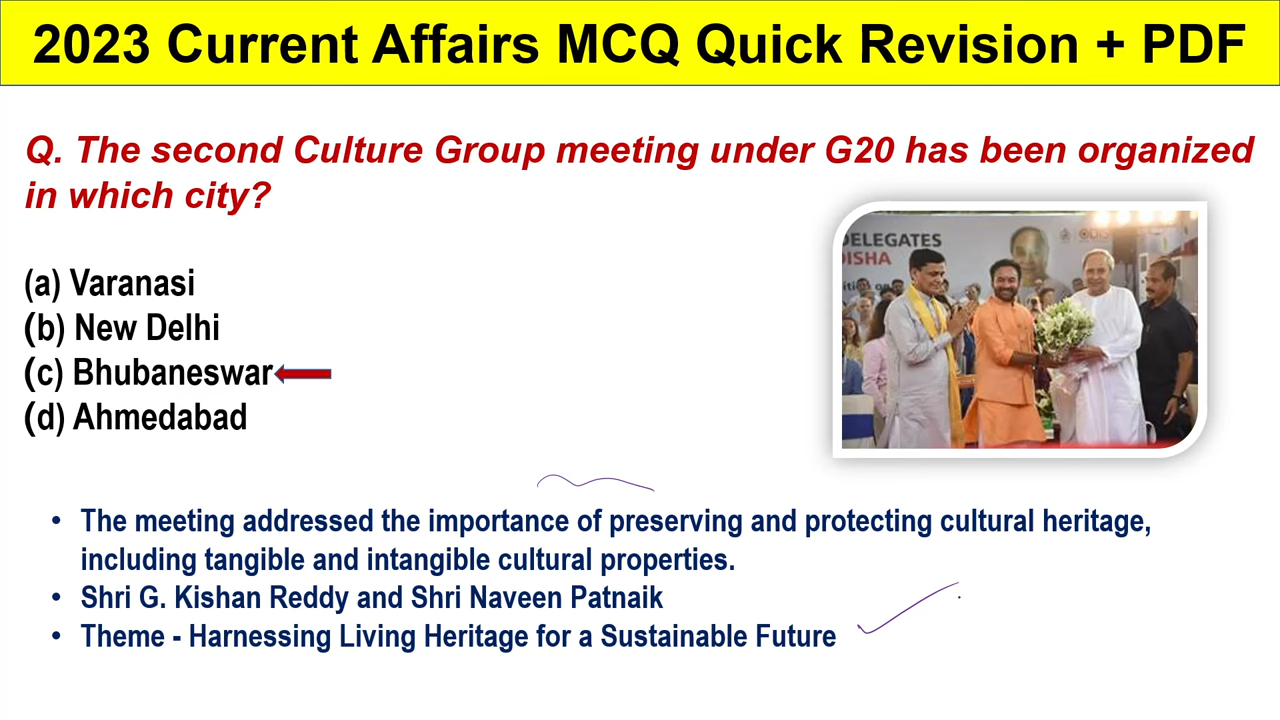 2023 Current Affairs MCQ Quick Revision + PDF
Q. The second Culture Group meeting under G20 has been organized
in which city?
DELEGATES
DISHA
(a) Varanasi
(b) New Delhi
(c) Bhubaneswar
(d) Ahmedabad
• The meeting addressed the importance of preserving and protecting cultural heritage,
including tangible and intangible cultural properties.
• Shri G. Kishan Reddy and Shri Naveen Patnaik
• Theme - Harnessing Living Heritage for a Sustainable Future